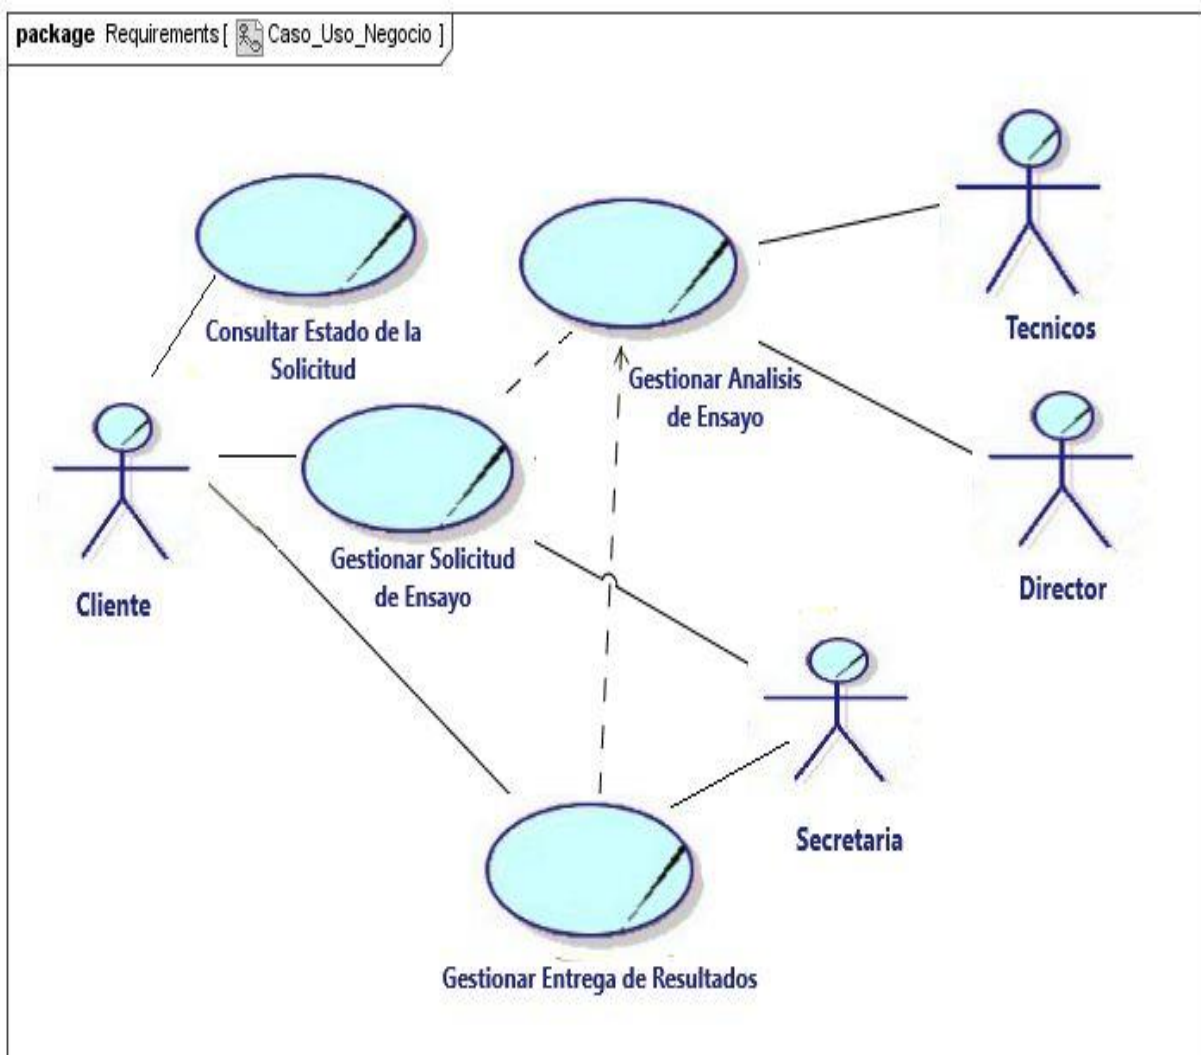 package Requirements [ Caso_Uso_Negocio ]
Consultar Estado de la
Solicitud
Gestionar Analisis
de Ensayo
Tecnicos
Gestionar Solicitud
de Ensayo
Cliente
Director
Secretaria
Gestionar Entrega de Resultados